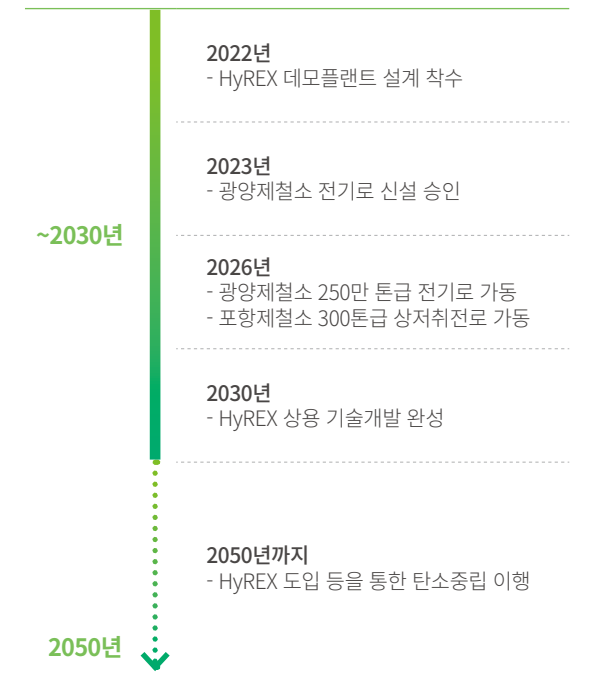 2022년
- HyREX 데모플랜트 설계 착수
2023년
- 광양제철소 전기로 신설 승인
~2030년
2026년
- 광양제철소 250만 톤급 전기로 가동
- 포항제철소 300톤급 상저취전로 가동
2030년
- HyREX 상용 기술개발 완성
2050년까지
- HyREX 도입 등을 통한 탄소중립 이행
2050년